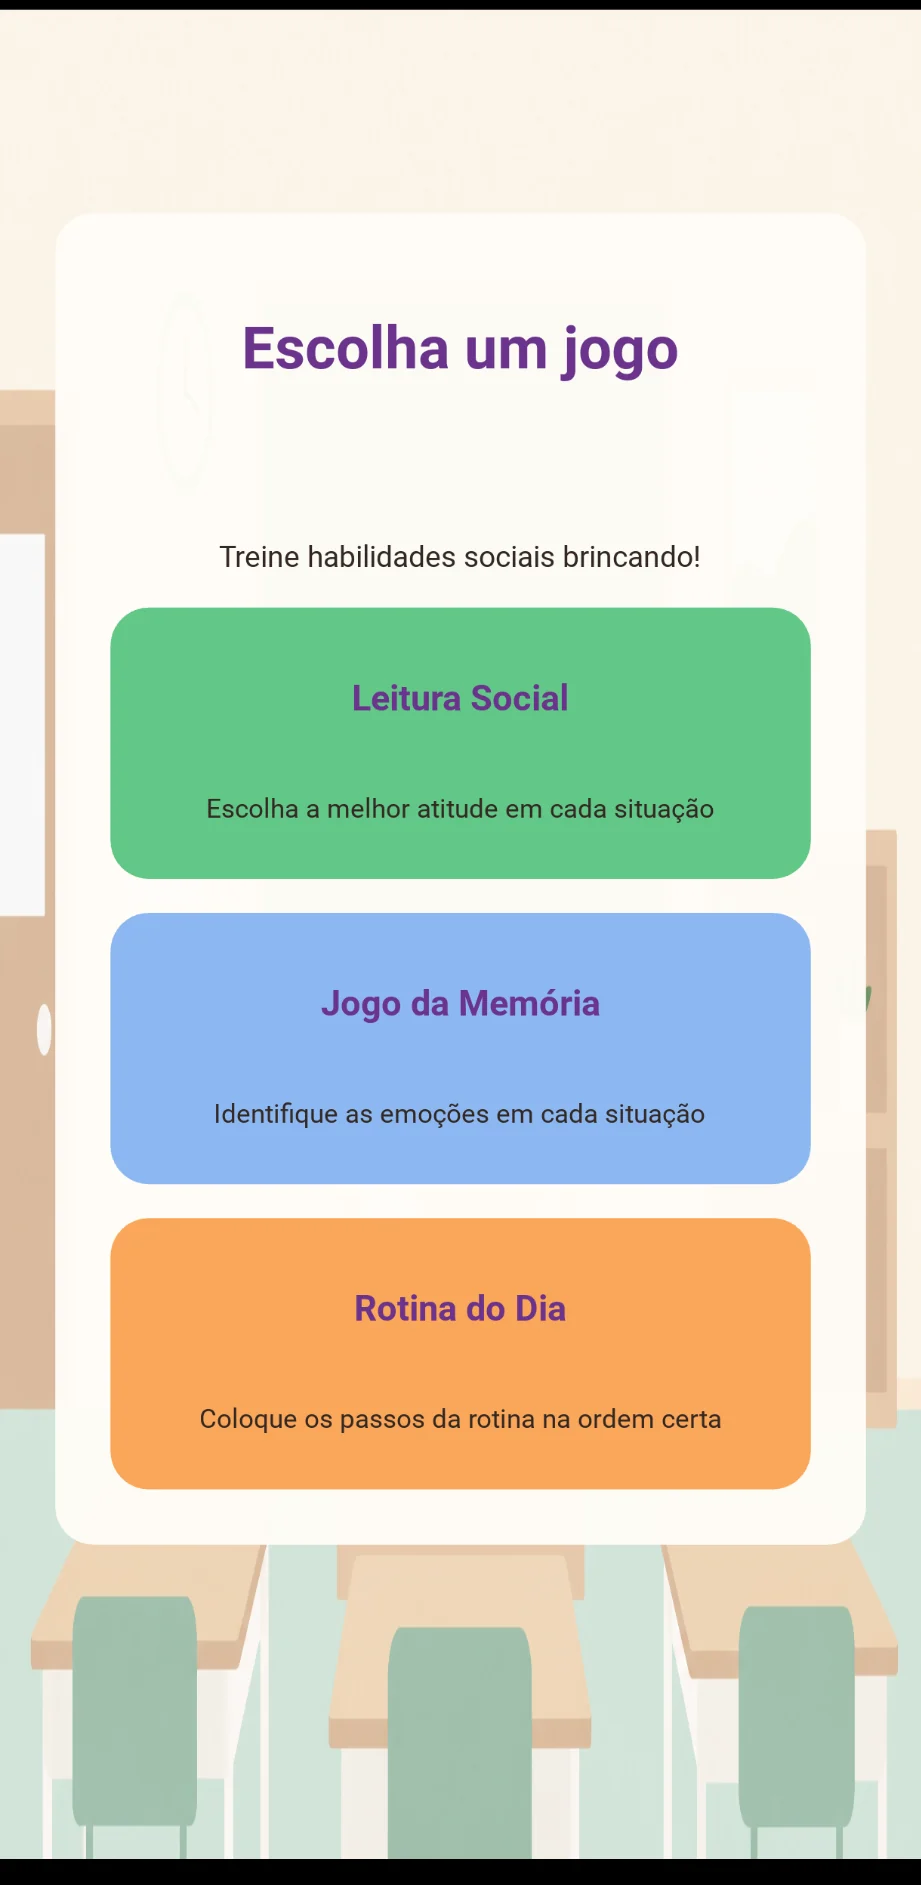 Escolha um jogo
Treine habilidades sociais brincando!
Leitura Social
Escolha a melhor atitude em cada situação
Jogo da Memória
Identifique as emoções em cada situação
Rotina do Dia
Coloque os passos da rotina na ordem certa